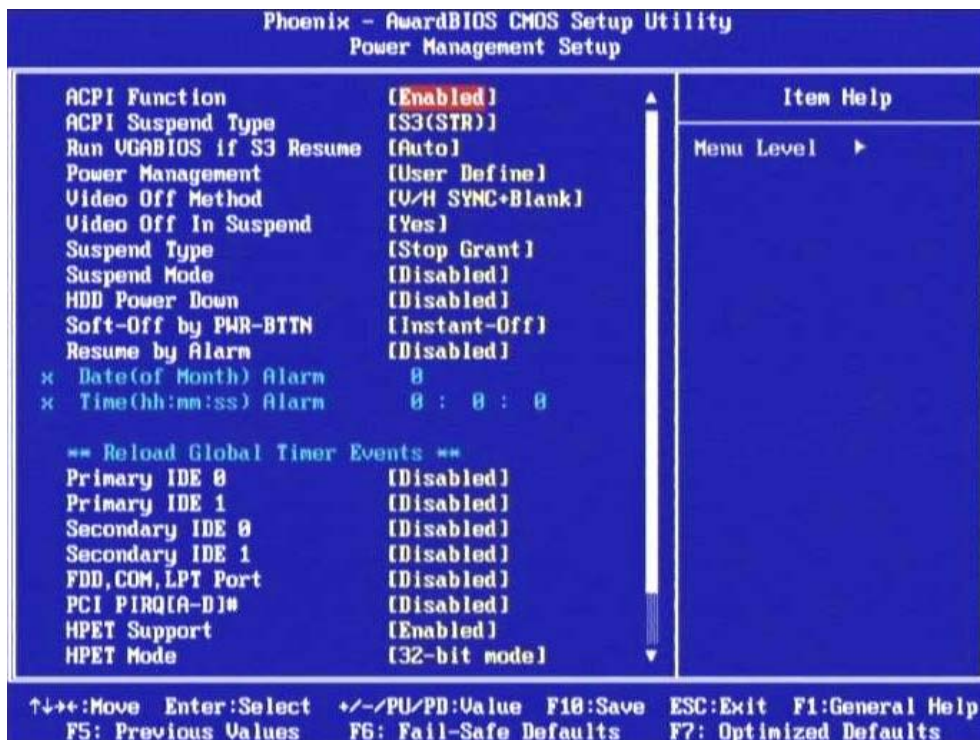 Phoenix - AwardBIOS CMOS Setup Utility
Power Management Setup
ACPI Function [Enabled]
ACPI Suspend Type [S3(STR)]
Run VGABIOS if S3 Resume [Auto]
Power Management [User Define]
Video Off Method [V/H SYNC+Blank]
Video Off In Suspend [Yes]
Suspend Type [Stop Grant]
Suspend Mode [Disabled]
HDD Power Down [Disabled]
Soft-Off by PWR-BTTN [Instant-Off]
Resume by Alarm [Disabled]
x Date(of Month) Alarm 0
x Time(hh:mm:ss) Alarm 0 : 0 : 0
** Reload Global Timer Events **
Primary IDE 0 [Disabled]
Primary IDE 1 [Disabled]
Secondary IDE 0 [Disabled]
Secondary IDE 1 [Disabled]
FDD,COM,LPT Port [Disabled]
PCI PIRQ[A-D]# [Disabled]
HPET Support [Enabled]
HPET Mode [32-bit mode]
Item Help
Menu Level ►
↑↓→←:Move Enter:Select +/-/PU/PD:Value F10:Save ESC:Exit F1:General Help
F5: Previous Values F6: Fail-Safe Defaults F7: Optimized Defaults